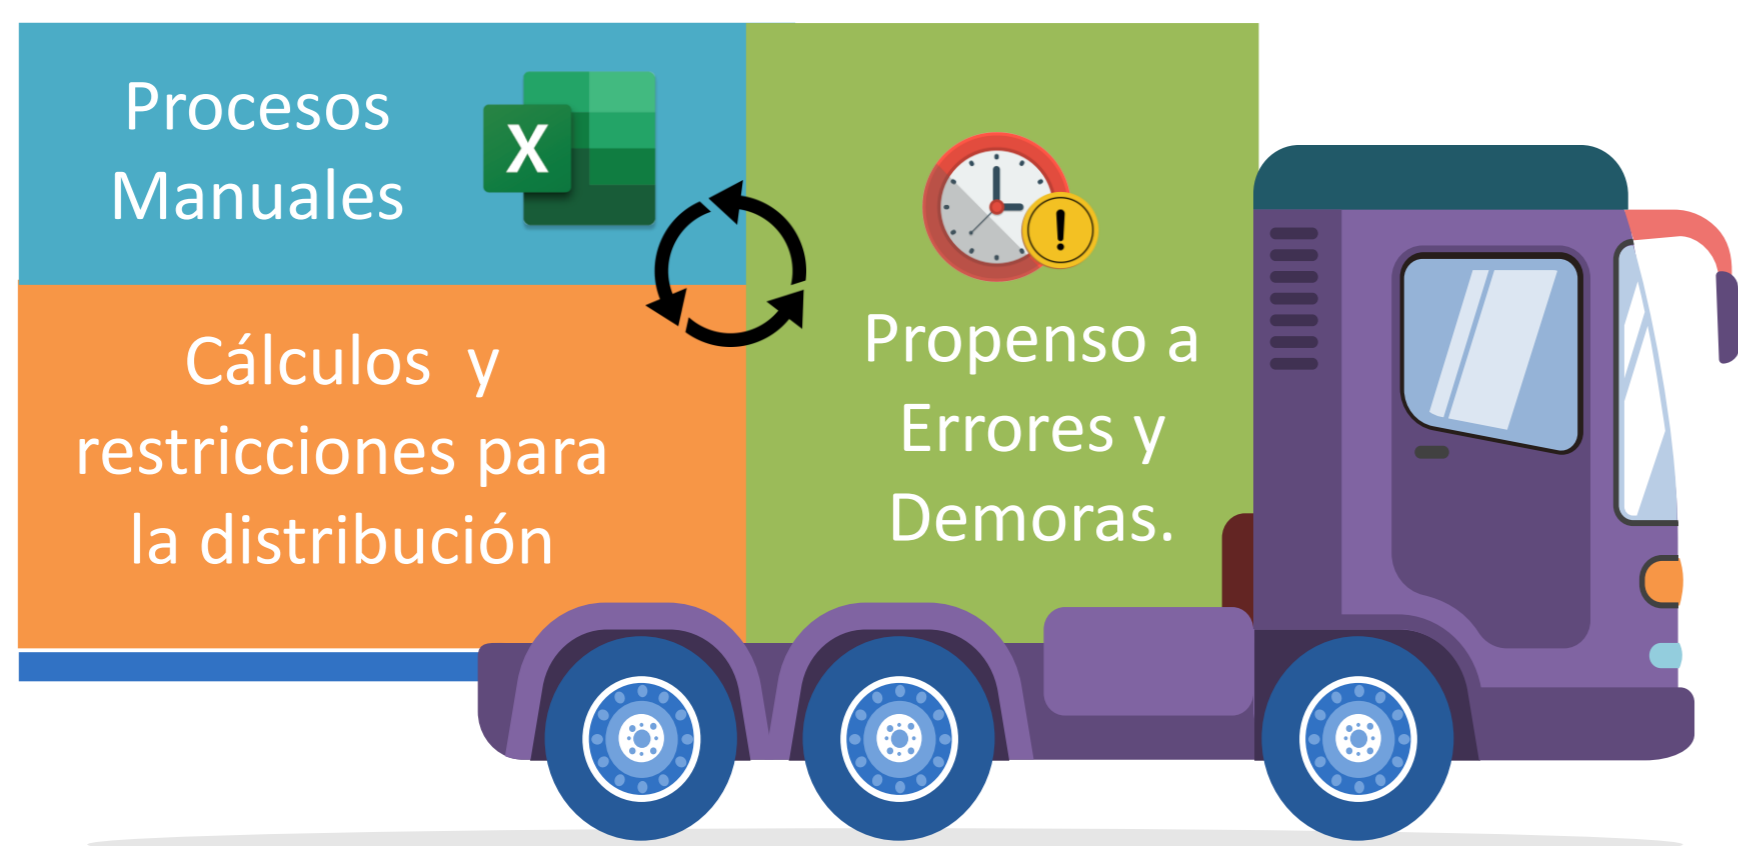 Procesos
Manuales
X
Cálculos y
restricciones para
la distribución
!
Propenso a
Errores y
Demoras.